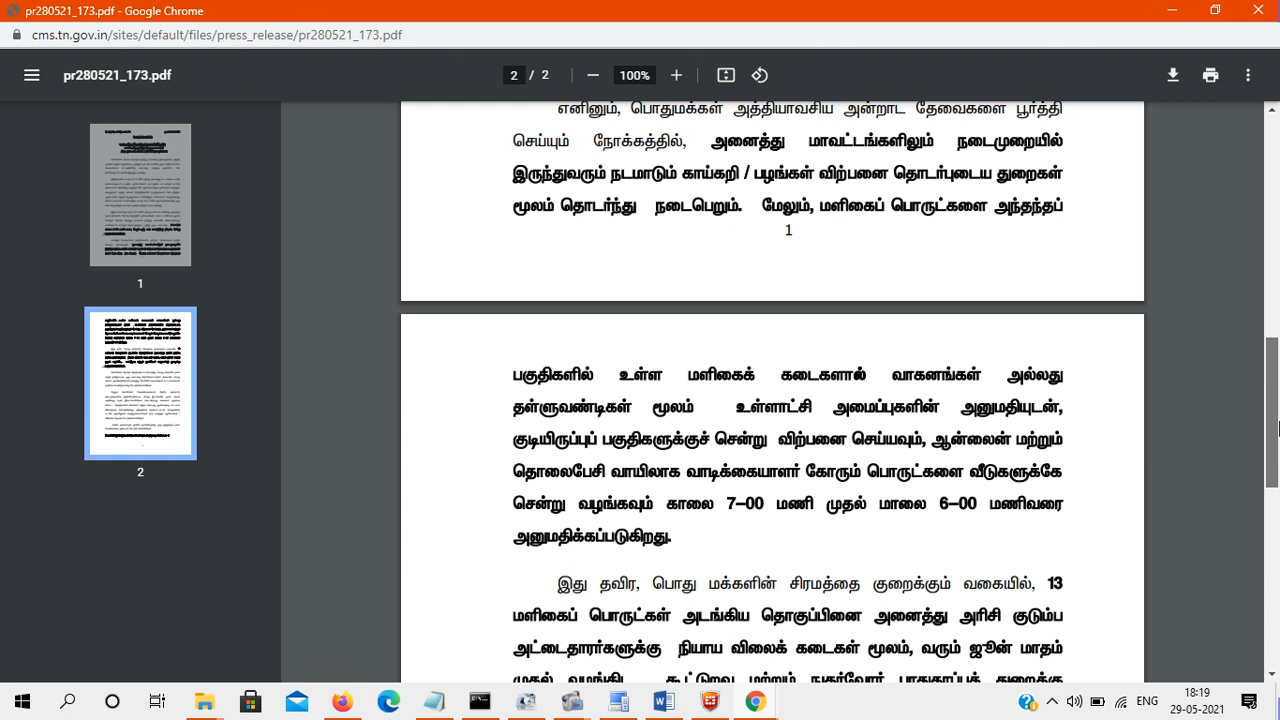 pr280521_173.pdf - Google Chrome
cms.tn.gov.in/sites/default/files/press_release/pr280521_173.pdf
pr280521_173.pdf
2 / 2
100%
எனினும், பொதுமக்கள் அத்தியாவசிய அன்றாட தேவைகளை பூர்த்தி
செய்யும் நோக்கத்தில், அனைத்து மாவட்டங்களிலும் நடைமுறையில்
இருந்துவரும் நடமாடும் காய்கறி / பழங்கள் விற்பனை தொடர்புடைய துறைகள்
மூலம் தொடர்ந்து நடைபெறும். மேலும், மளிகைப் பொருட்களை அந்தந்தப்
1
பகுதிகளில் உள்ள மளிகைக் கடைகளால் வாகனங்கள் அல்லது
தள்ளுவண்டிகள் மூலம் உள்ளாட்சி அமைப்புகளின் அனுமதியுடன்,
குடியிருப்புப் பகுதிகளுக்குச் சென்று விற்பனை செய்யவும், ஆன்லைன் மற்றும்
தொலைபேசி வாயிலாக வாடிக்கையாளர் கோரும் பொருட்களை வீடுகளுக்கே
சென்று வழங்கவும் காலை 7–00 மணி முதல் மாலை 6–00 மணிவரை
அனுமதிக்கப்படுகிறது.
இது தவிர, பொது மக்களின் சிரமத்தை குறைக்கும் வகையில், 13
மளிகைப் பொருட்கள் அடங்கிய தொகுப்பினை அனைத்து அரிசி குடும்ப
அட்டைதாரர்களுக்கு நியாய விலைக் கடைகள் மூலம், வரும் ஜூன் மாதம்
முதல் வழங்கிட கூட்டுறவு மற்றும் நுகர்வோர் பாதுகாப்புத் துறைக்கு
1
2
ENG
18:19
29-05-2021